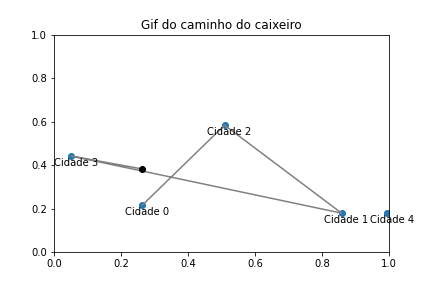 Gif do caminho do caixeiro
1.0
0.8
0.6
0.4
0.2
0.0
Cidade 2
Cidade 3
Cidade 0
Cidade 1
Cidade 4
0.0 0.2 0.4 0.6 0.8 1.0